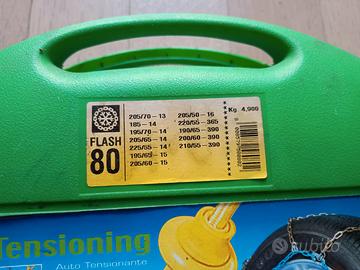 205/70-13 205/50-16 Kg 4,900
185-14 220/55-365
195/70-14 190/65-390
205/65-14 200/60-390
225/55-14 210/55-390
195/65-15
205/60-15
FLASH
80
Tensioning
Auto Tensionante
subito